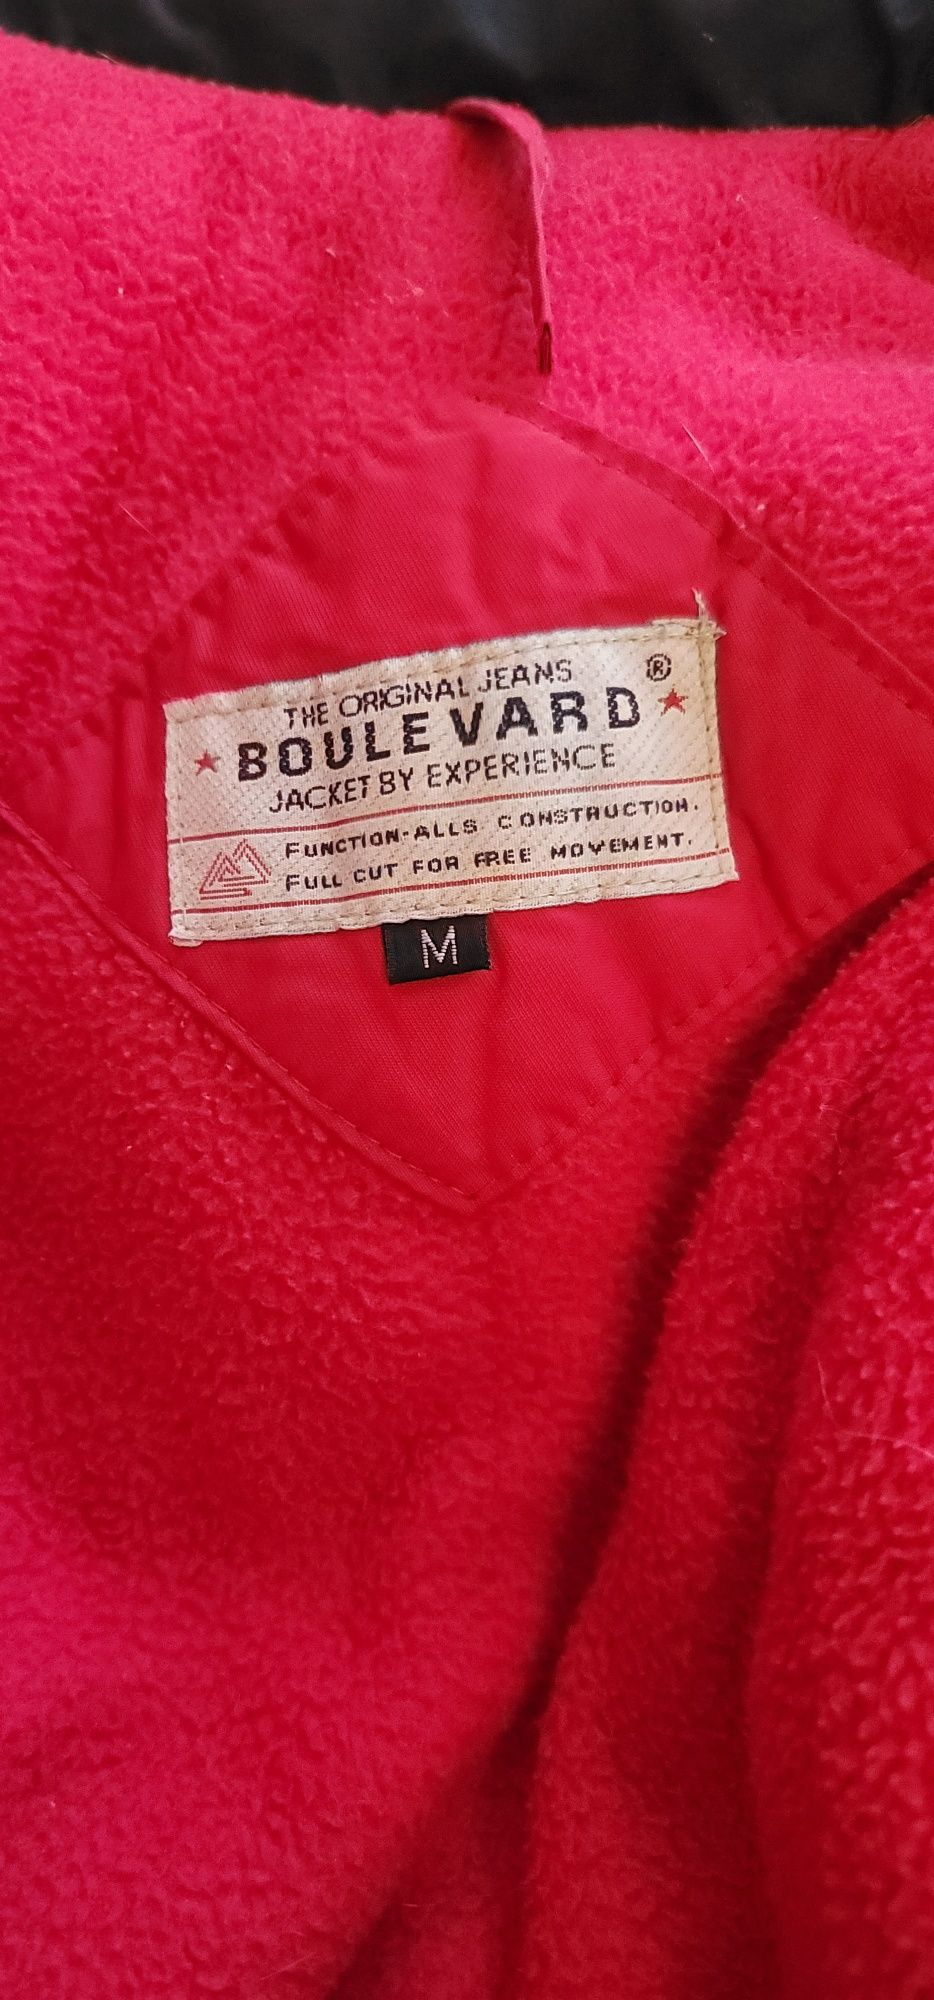 THE ORIGINAL JEANS ®
BOULEVARD
JACKET BY EXPERIENCE
FUNCTION-ALLS CONSTRUCTION.
FULL CUT FOR FREE MOVEMENT.
M